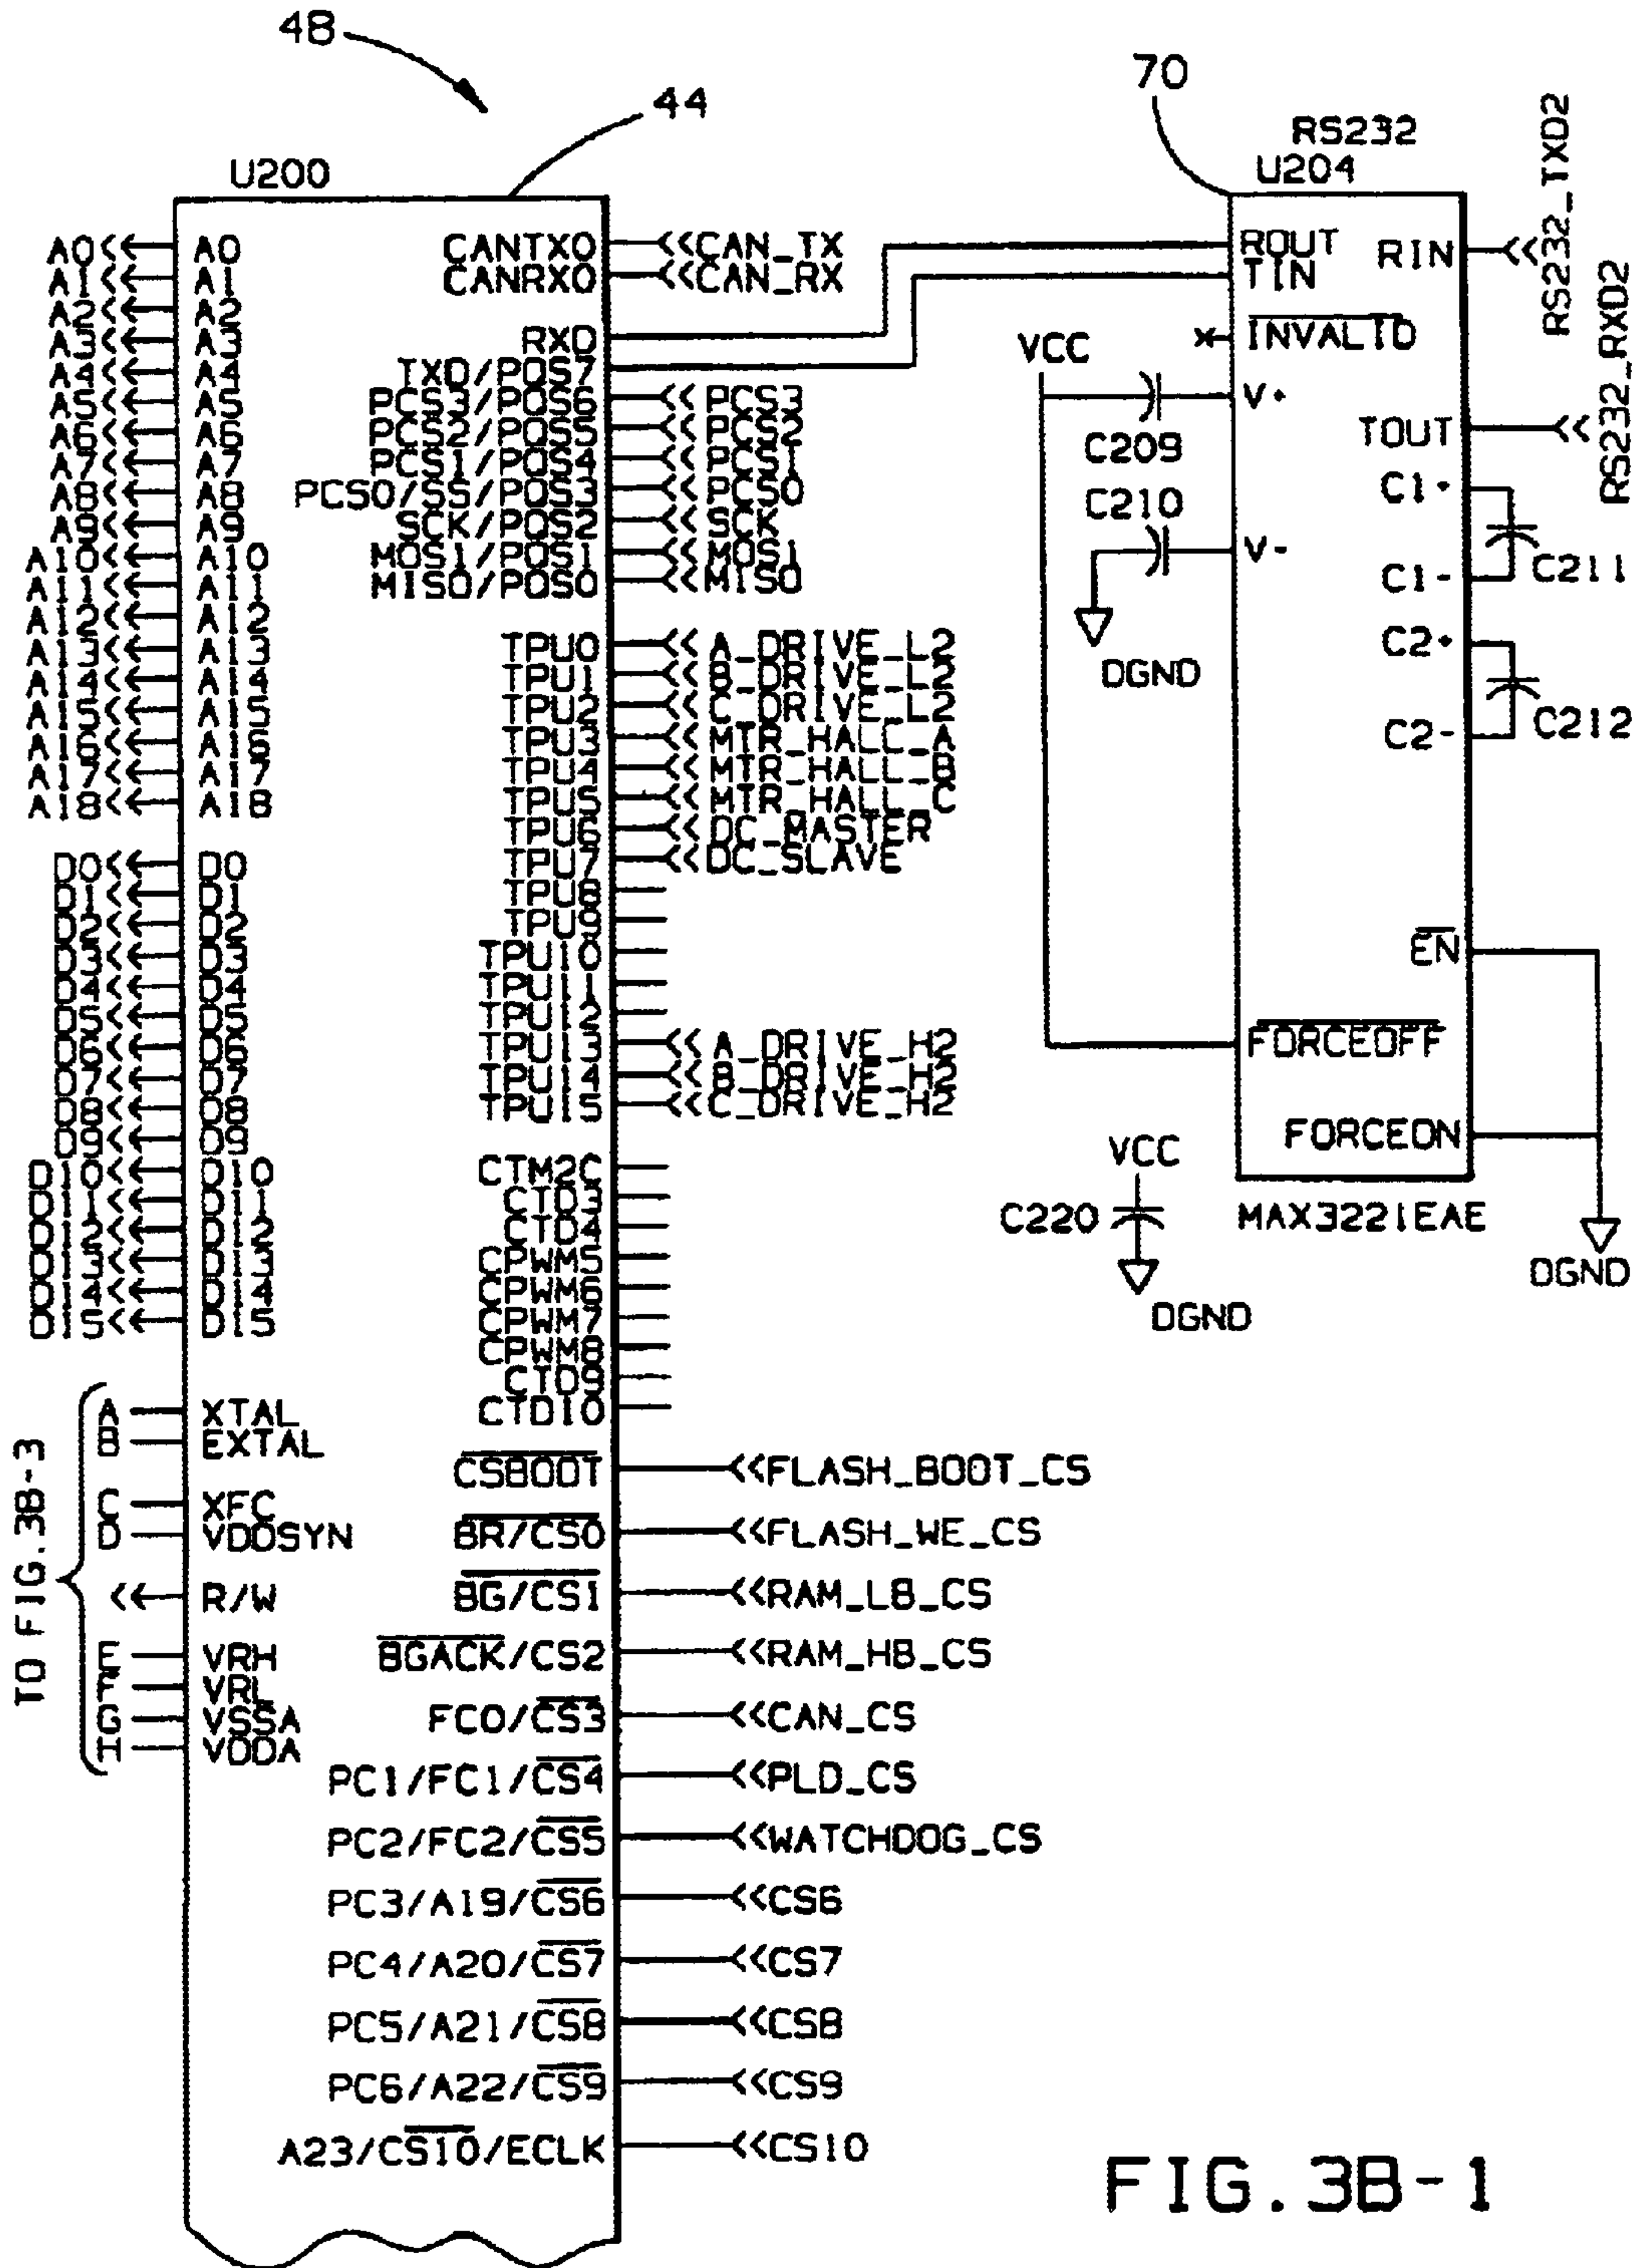 48
44
70
U200
RS232
U204
A0<<
A1<<
A2<<
A3<<
A4<<
A5<<
A6<<
A7<<
A8<<
A9<<
A10<<
A11<<
A12<<
A13<<
A14<<
A15<<
A16<<
A17<<
A18<<
D0<<
D1<<
D2<<
D3<<
D4<<
D5<<
D6<<
D7<<
D8<<
D9<<
D10<<
D11<<
D12<<
D13<<
D14<<
D15<<
TO FIG.3B-3
A
B
C
D
<<
E
F
G
H
A0
A1
A2
A3
A4
A5
A6
A7
A8
A9
A10
A11
A12
A13
A14
A15
A16
A17
A18
D0
D1
D2
D3
D4
D5
D6
D7
D8
D9
D10
D11
D12
D13
D14
D15
XTAL
EXTAL
XFC
VDDSYN
R/W
VRH
VRL
VSSA
VDDA
CANTX0 <<CAN_TX
CANRX0 <<CAN_RX
RXD
TXD/PQS7
PCS3/PQS6 <<PCS3
PCS2/PQS5 <<PCS2
PCS1/PQS4 <<PCS1
PCS0/SS/PQS3 <<PCS0
SCK/PQS2 <<SCK
MOSI/PQS1 <<MOSI
MISO/PQS0 <<MISO
TPU0 <<A_DRIVE_L2
TPU1 <<B_DRIVE_L2
TPU2 <<C_DRIVE_L2
TPU3 <<MTR_HALL_A
TPU4 <<MTR_HALL_B
TPU5 <<MTR_HALL_C
TPU6 <<DC_MASTER
TPU7 <<DC_SLAVE
TPU8
TPU9
TPU10
TPU11
TPU12
TPU13 <<A_DRIVE_H2
TPU14 <<B_DRIVE_H2
TPU15 <<C_DRIVE_H2
CTM2C
CTD3
CTD4
CPWM5
CPWM6
CPWM7
CPWM8
CTD9
CTD10
CSBOOT <<FLASH_BOOT_CS
BR/CS0 <<FLASH_WE_CS
BG/CS1 <<RAM_LB_CS
BGACK/CS2 <<RAM_HB_CS
FC0/CS3 <<CAN_CS
PC1/FC1/CS4 <<PLD_CS
PC2/FC2/CS5 <<WATCHDOG_CS
PC3/A19/CS6 <<CS6
PC4/A20/CS7 <<CS7
PC5/A21/CS8 <<CS8
PC6/A22/CS9 <<CS9
A23/CS10/ECLK <<CS10
ROUT
TIN
INVALID
x
V+
V-
FORCEOFF
RIN <<
RS232_TXD2
TOUT <<
RS232_RXD2
C1+
C1-
C211
C2+
C2-
C212
EN
FORCEON
VCC
C209
C210
DGND
VCC
C220
DGND
MAX3221EAE
DGND
FIG.3B-1